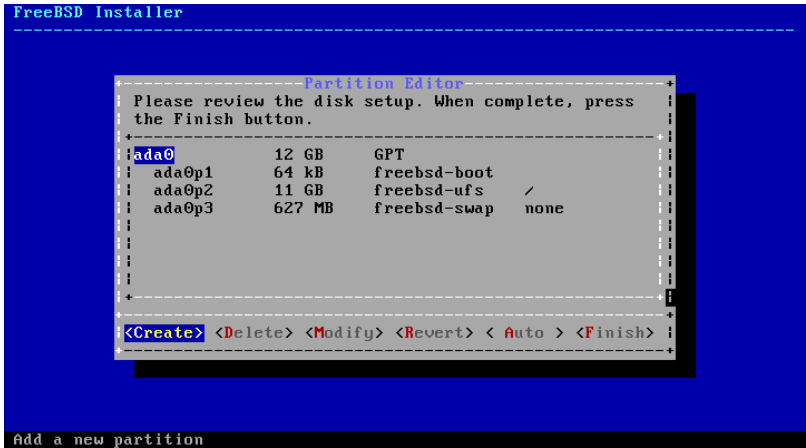 FreeBSD Installer
Partition Editor
Please review the disk setup. When complete, press
the Finish button.
ada0 12 GB GPT
ada0p1 64 kB freebsd-boot
ada0p2 11 GB freebsd-ufs /
ada0p3 627 MB freebsd-swap none
<Create> <Delete> <Modify> <Revert> < Auto > <Finish>
Add a new partition